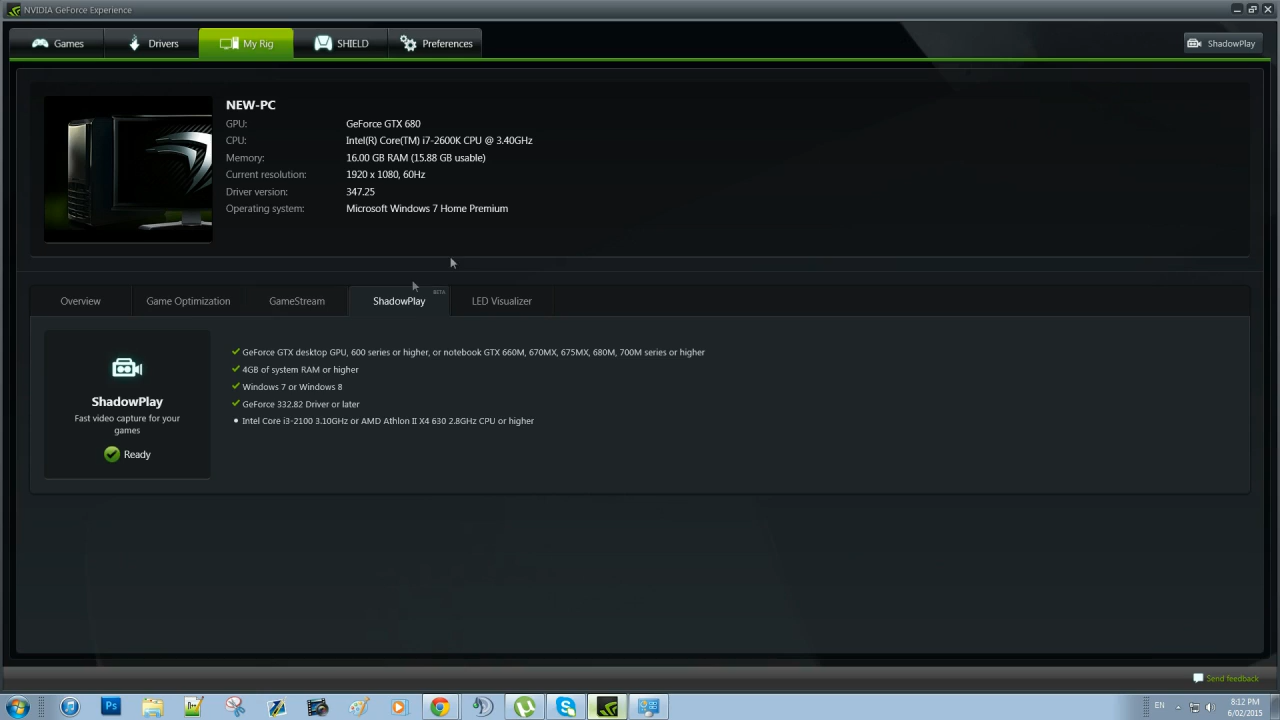 NVIDIA GeForce Experience
Games
Drivers
My Rig
SHIELD
Preferences
ShadowPlay
NEW-PC
GPU: GeForce GTX 680
CPU: Intel(R) Core(TM) i7-2600K CPU @ 3.40GHz
Memory: 16.00 GB RAM (15.88 GB usable)
Current resolution: 1920 x 1080, 60Hz
Driver version: 347.25
Operating system: Microsoft Windows 7 Home Premium
Overview
Game Optimization
GameStream
ShadowPlay BETA
LED Visualizer
ShadowPlay
Fast video capture for your
games
Ready
GeForce GTX desktop GPU, 600 series or higher, or notebook GTX 660M, 670MX, 675MX, 680M, 700M series or higher
4GB of system RAM or higher
Windows 7 or Windows 8
GeForce 332.82 Driver or later
Intel Core i3-2100 3.10GHz or AMD Athlon II X4 630 2.8GHz CPU or higher
Send feedback
Ps
EN
8:12 PM
6/02/2015